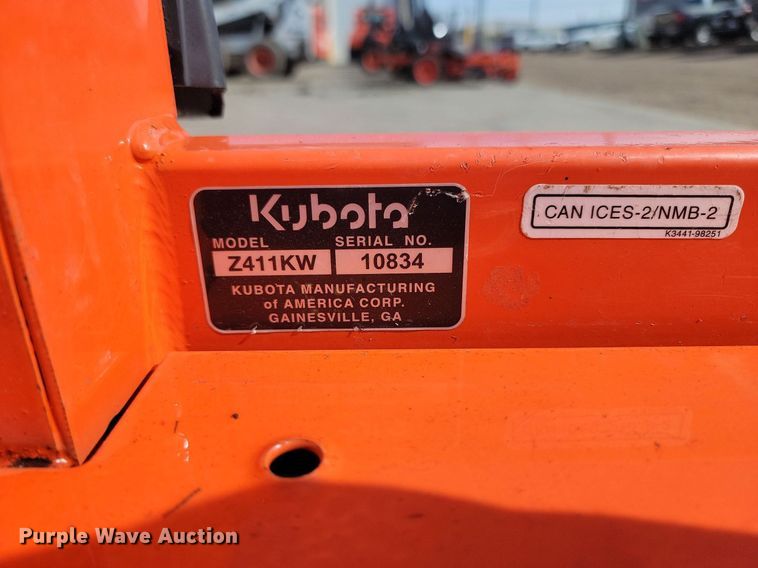 Kubota
MODEL SERIAL NO.
Z411KW 10834
KUBOTA MANUFACTURING
of AMERICA CORP.
GAINESVILLE, GA
CAN ICES-2/NMB-2
K3441-98251
Purple Wave Auction